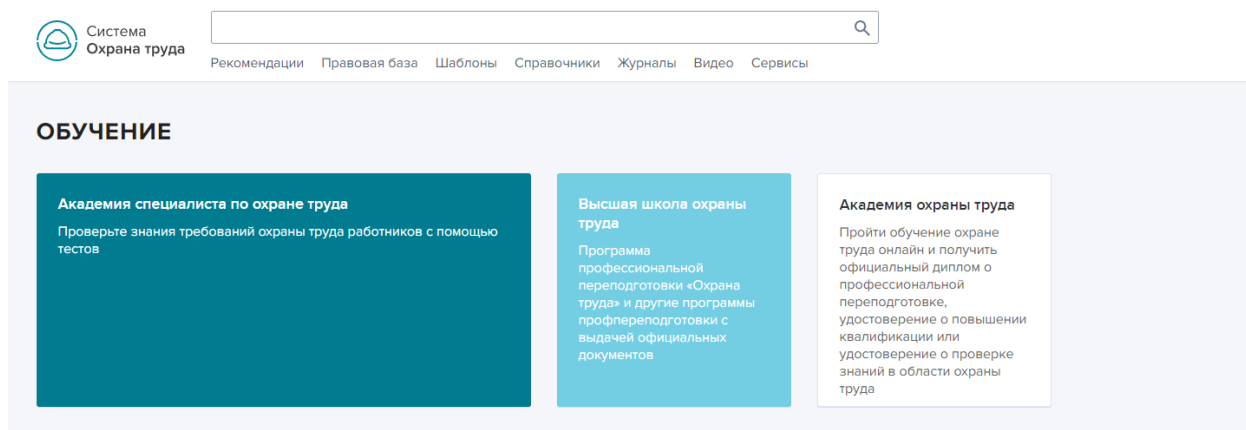 Система
Охрана труда
Рекомендации Правовая база Шаблоны Справочники Журналы Видео Сервисы
ОБУЧЕНИЕ
Академия специалиста по охране труда
Проверьте знания требований охраны труда работников с помощью
тестов
Высшая школа охраны
труда
Программа
профессиональной
переподготовки «Охрана
труда» и другие программы
профпереподготовки с
выдачей официальных
документов
Академия охраны труда
Пройти обучение охране
труда онлайн и получить
официальный диплом о
профессиональной
переподготовке,
удостоверение о повышении
квалификации или
удостоверение о проверке
знаний в области охраны
труда